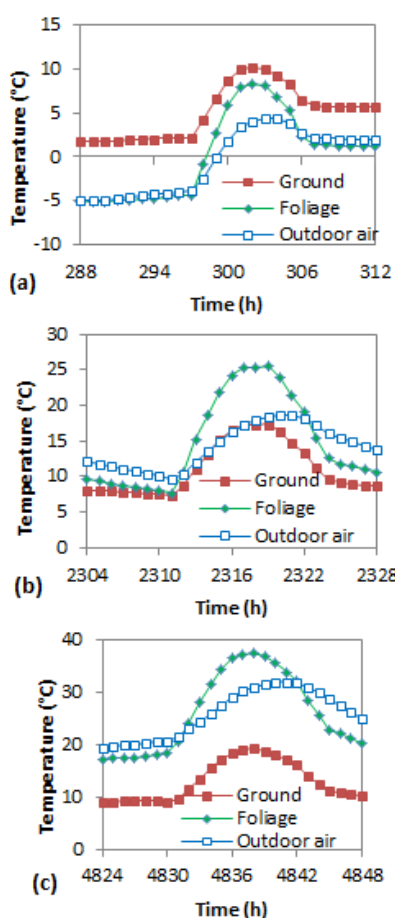 15
10
5
0
-5
-10
Temperature (°C)
Ground
Foliage
Outdoor air
288 294 300 306 312
(a)
Time (h)
30
25
20
15
10
5
0
Temperature (°C)
Ground
Foliage
Outdoor air
2304 2310 2316 2322 2328
(b)
Time (h)
40
30
20
10
0
Temperature (°C)
Ground
Foliage
Outdoor air
4824 4830 4836 4842 4848
(c)
Time (h)